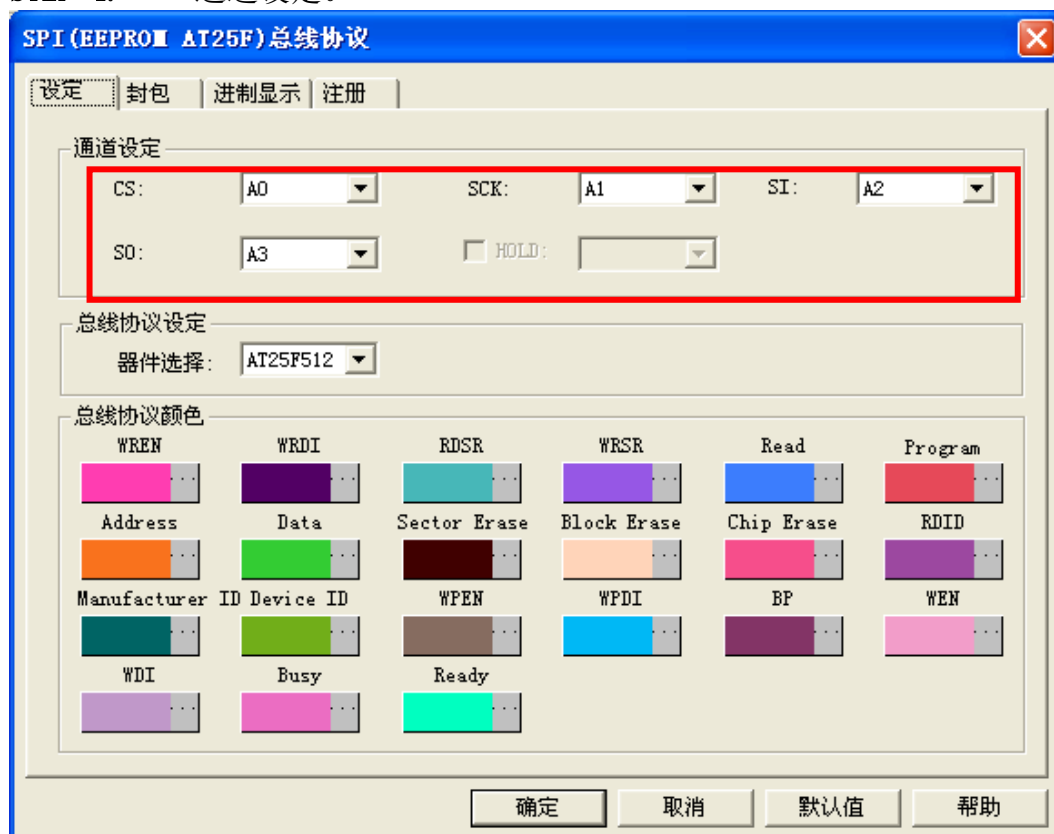 SPI(EEPROM AT25F)总线协议
设定 封包 进制显示 注册
通道设定
CS: A0 SCK: A1 SI: A2
SO: A3 HOLD:
总线协议设定
器件选择: AT25F512
总线协议颜色
WREN WRDI RDSR WRSR Read Program
... ... ... ... ... ...
Address Data Sector Erase Block Erase Chip Erase RDID
... ... ... ... ... ...
Manufacturer ID Device ID WPEN WPDI BP WEN
... ... ... ... ... ...
WDI Busy Ready
... ... ...
确定 取消 默认值 帮助